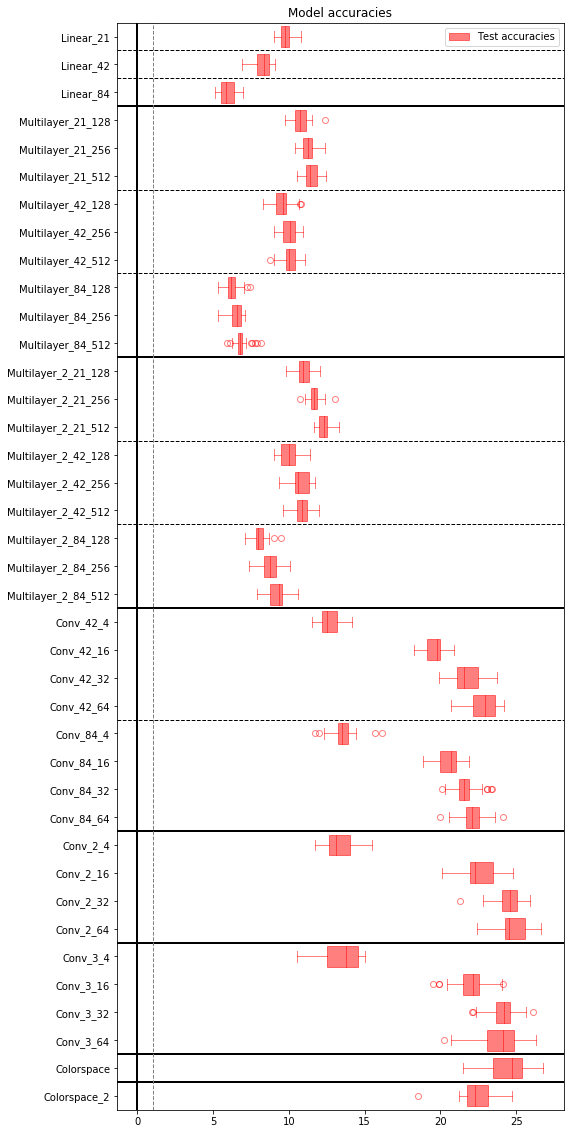 Model accuracies
Test accuracies
Linear_21
Linear_42
Linear_84
Multilayer_21_128
Multilayer_21_256
Multilayer_21_512
Multilayer_42_128
Multilayer_42_256
Multilayer_42_512
Multilayer_84_128
Multilayer_84_256
Multilayer_84_512
Multilayer_2_21_128
Multilayer_2_21_256
Multilayer_2_21_512
Multilayer_2_42_128
Multilayer_2_42_256
Multilayer_2_42_512
Multilayer_2_84_128
Multilayer_2_84_256
Multilayer_2_84_512
Conv_42_4
Conv_42_16
Conv_42_32
Conv_42_64
Conv_84_4
Conv_84_16
Conv_84_32
Conv_84_64
Conv_2_4
Conv_2_16
Conv_2_32
Conv_2_64
Conv_3_4
Conv_3_16
Conv_3_32
Conv_3_64
Colorspace
Colorspace_2
0 5 10 15 20 25